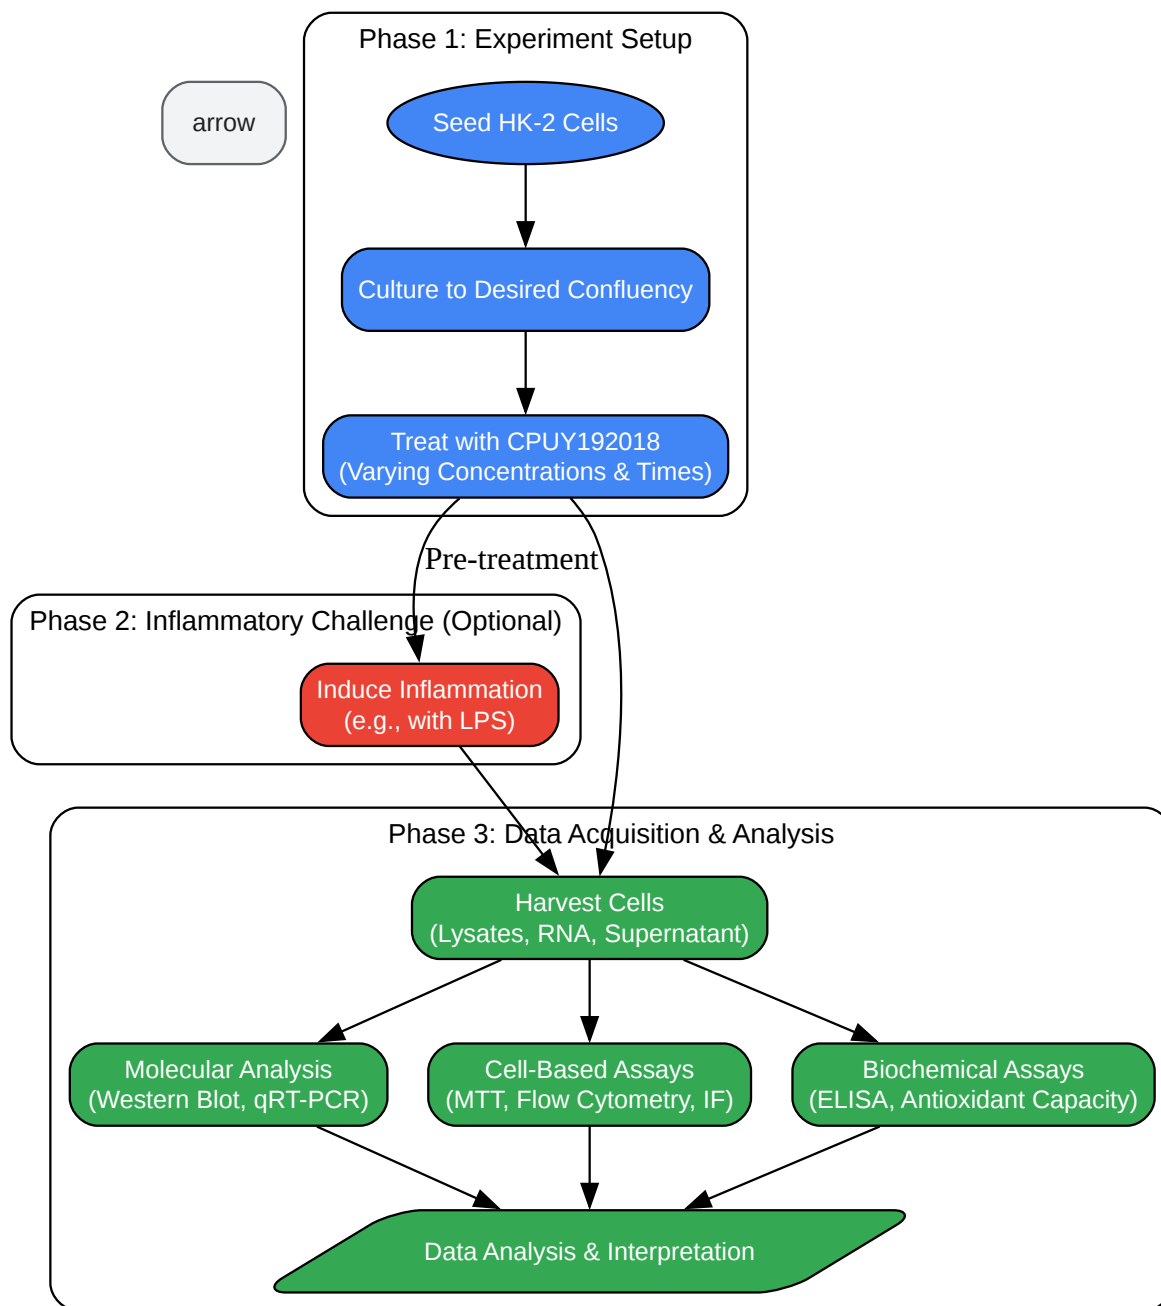 Phase 1: Experiment Setup
arrow
Seed HK-2 Cells
Culture to Desired Confluency
Treat with CPUY192018
(Varying Concentrations & Times)
Pre-treatment
Phase 2: Inflammatory Challenge (Optional)
Induce Inflammation
(e.g., with LPS)
Phase 3: Data Acquisition & Analysis
Harvest Cells
(Lysates, RNA, Supernatant)
Molecular Analysis
(Western Blot, qRT-PCR)
Cell-Based Assays
(MTT, Flow Cytometry, IF)
Biochemical Assays
(ELISA, Antioxidant Capacity)
Data Analysis & Interpretation